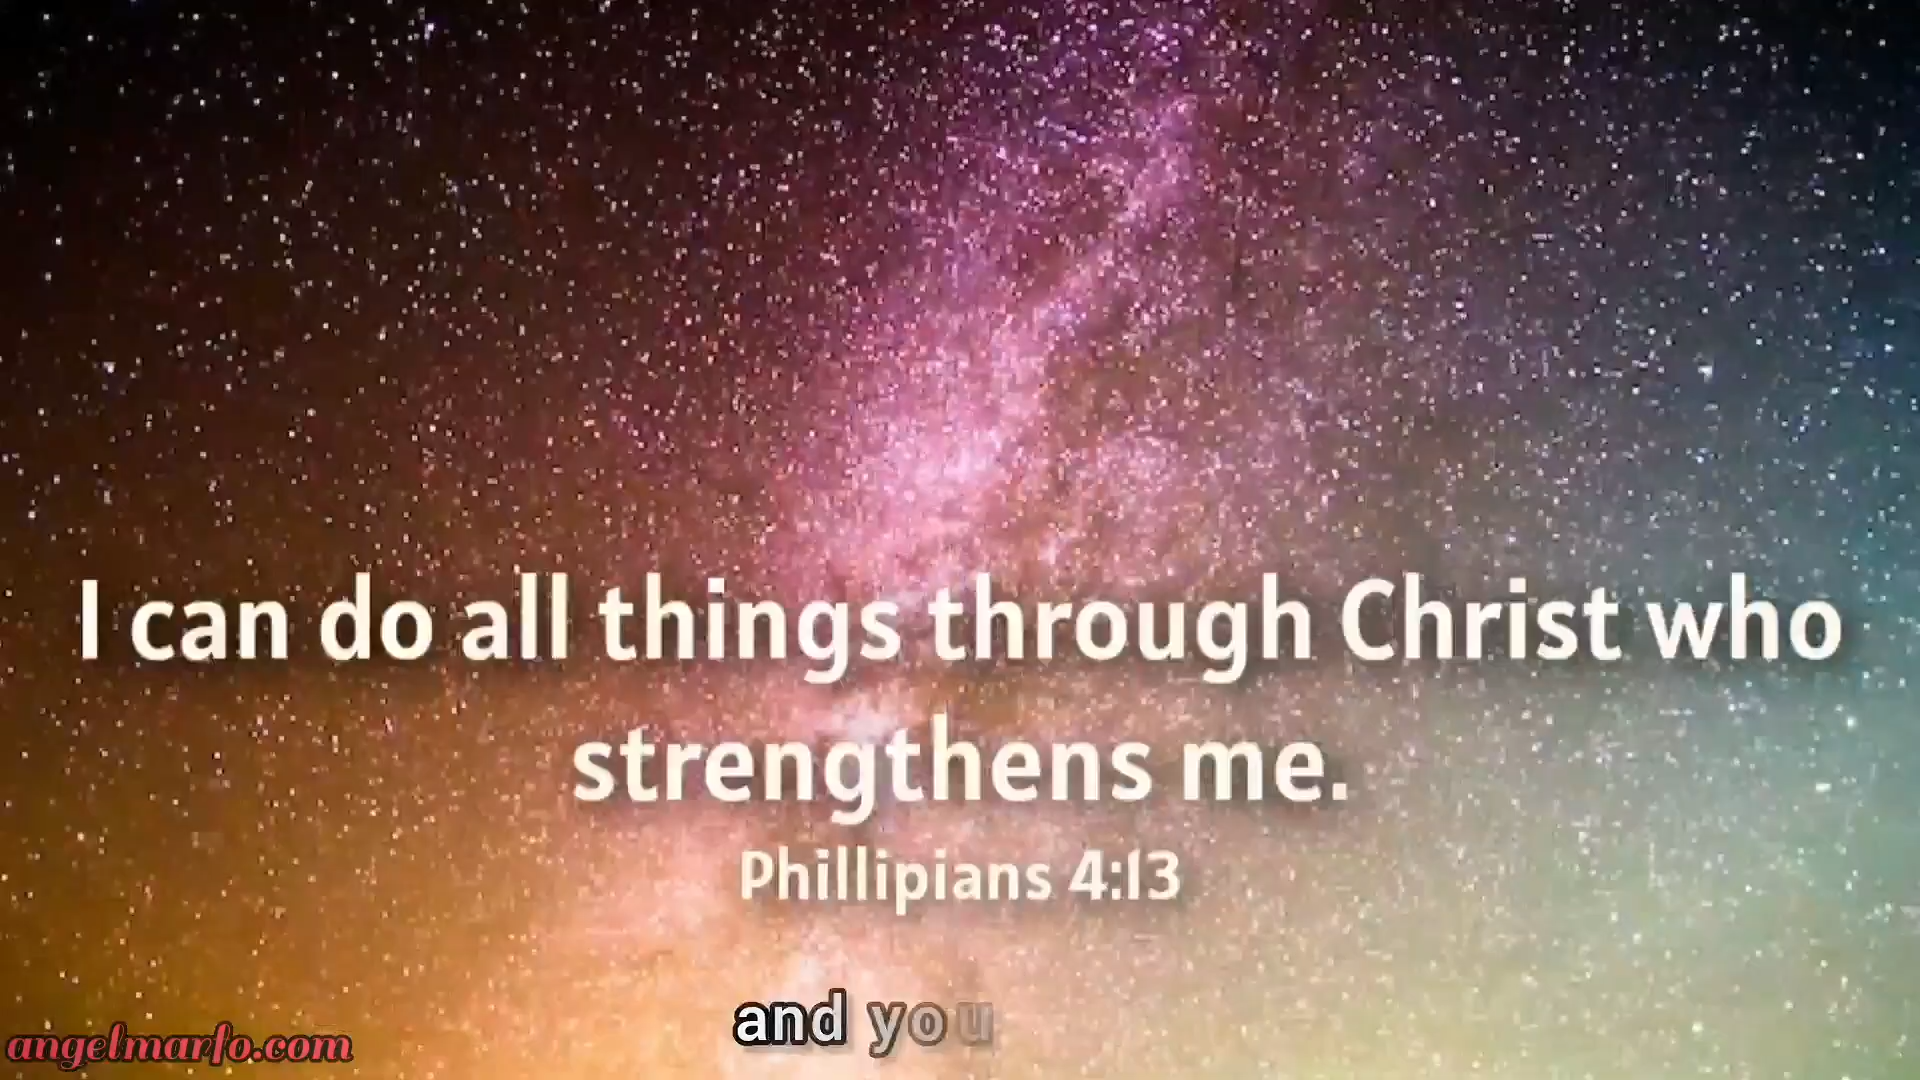 I can do all things through Christ who
strengthens me.
Phillipians 4:13
and you
angelmarfo.com